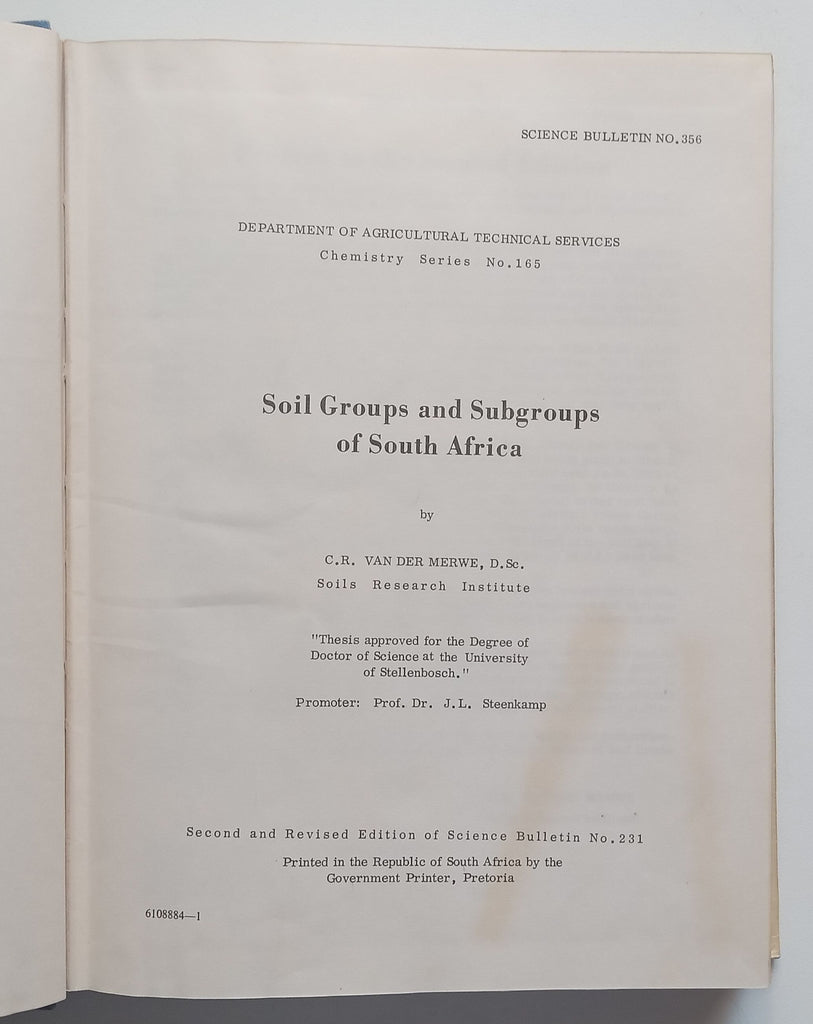 SCIENCE BULLETIN NO.356
DEPARTMENT OF AGRICULTURAL TECHNICAL SERVICES
Chemistry Series No.165
Soil Groups and Subgroups
of South Africa
by
C.R. VAN DER MERWE, D.Sc.
Soils Research Institute
"Thesis approved for the Degree of
Doctor of Science at the University
of Stellenbosch."
Promoter: Prof. Dr. J.L. Steenkamp
Second and Revised Edition of Science Bulletin No.231
Printed in the Republic of South Africa by the
Government Printer, Pretoria
6108884—1